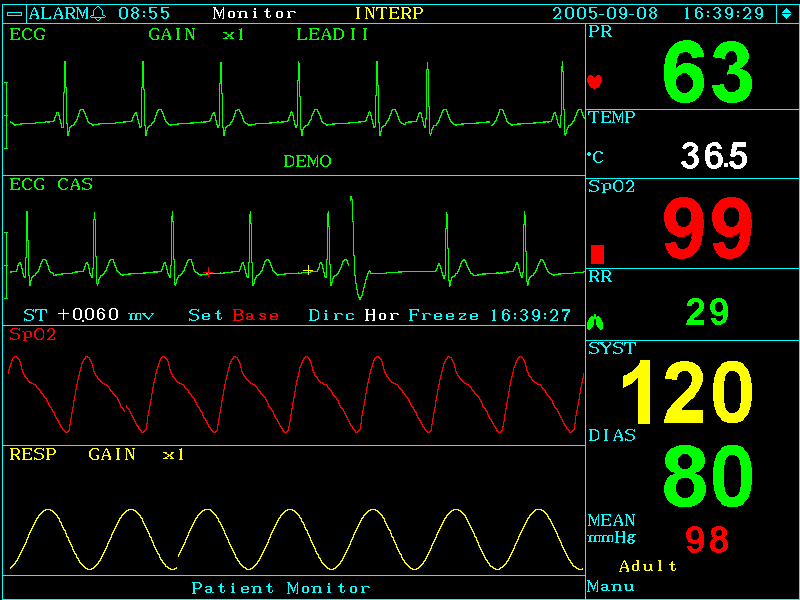 ALARM 08:55 Monitor INTERP 2005-09-08 16:39:29
ECG GAIN x1 LEAD II
DEMO
ECG CAS
ST +0.060 mv Set Base Dirc Hor Freeze 16:39:27
SpO2
RESP GAIN x1
Patient Monitor
PR
63
TEMP
°C 36.5
SpO2
99
RR
29
SYST
120
DIAS
80
MEAN
mmHg 98
Adult
Manu